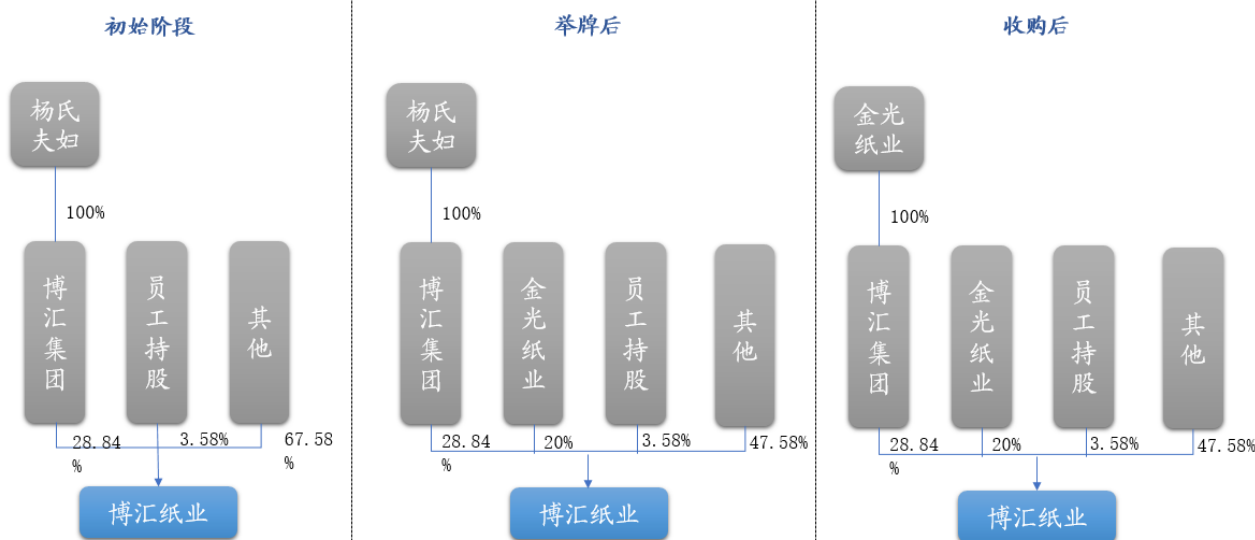 初始阶段
杨氏
夫妇
100%
博汇集团
员工持股
其他
28.84
%
3.58%
67.58
%
博汇纸业
举牌后
杨氏
夫妇
100%
博汇集团
金光纸业
员工持股
其他
28.84
%
20%
3.58%
47.58%
博汇纸业
收购后
金光
纸业
100%
博汇集团
金光纸业
员工持股
其他
28.84
%
20%
3.58%
47.58%
博汇纸业